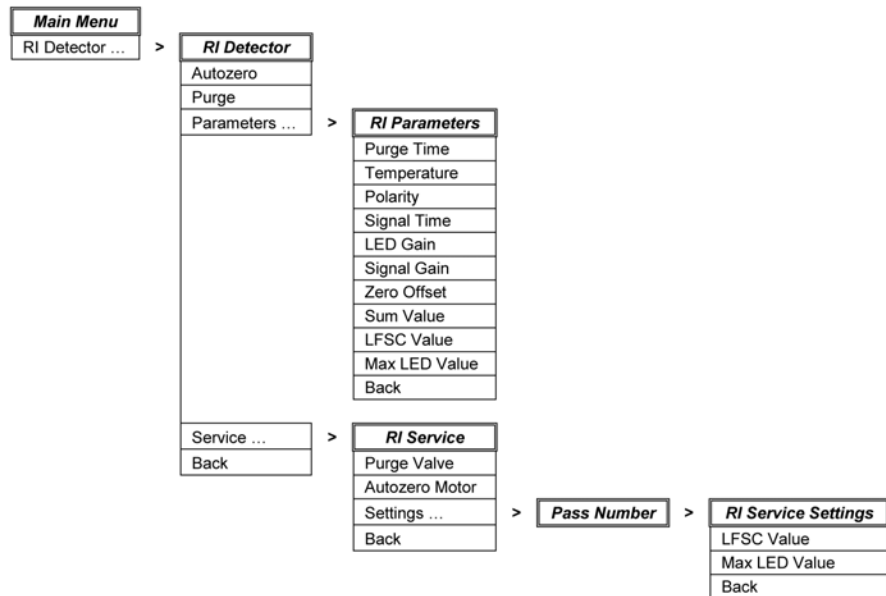 Main Menu
RI Detector ...
>
RI Detector
Autozero
Purge
Parameters ...
>
RI Parameters
Purge Time
Temperature
Polarity
Signal Time
LED Gain
Signal Gain
Zero Offset
Sum Value
LFSC Value
Max LED Value
Back
Service ...
>
Back
RI Service
Purge Valve
Autozero Motor
Settings ...
>
Back
Pass Number
>
RI Service Settings
LFSC Value
Max LED Value
Back